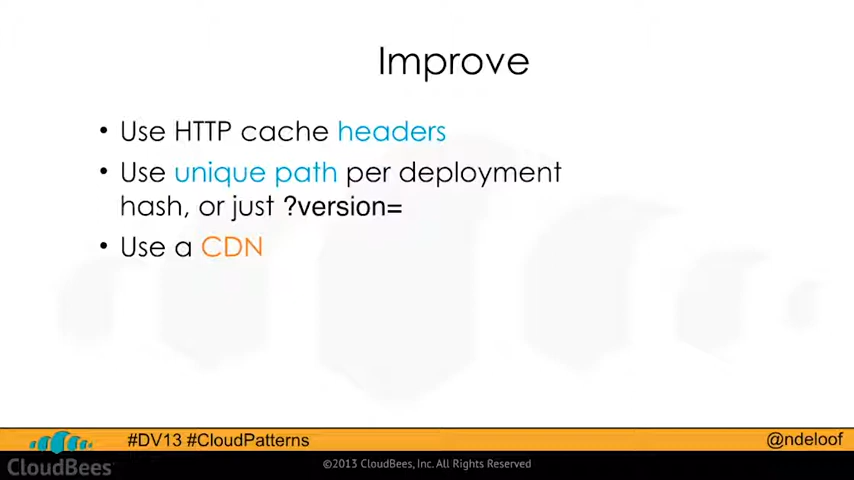 Improve
• Use HTTP cache headers
• Use unique path per deployment
hash, or just ?version=
• Use a CDN
#DV13 #CloudPatterns
@ndeloof
CloudBees
©2013 CloudBees, Inc. All Rights Reserved